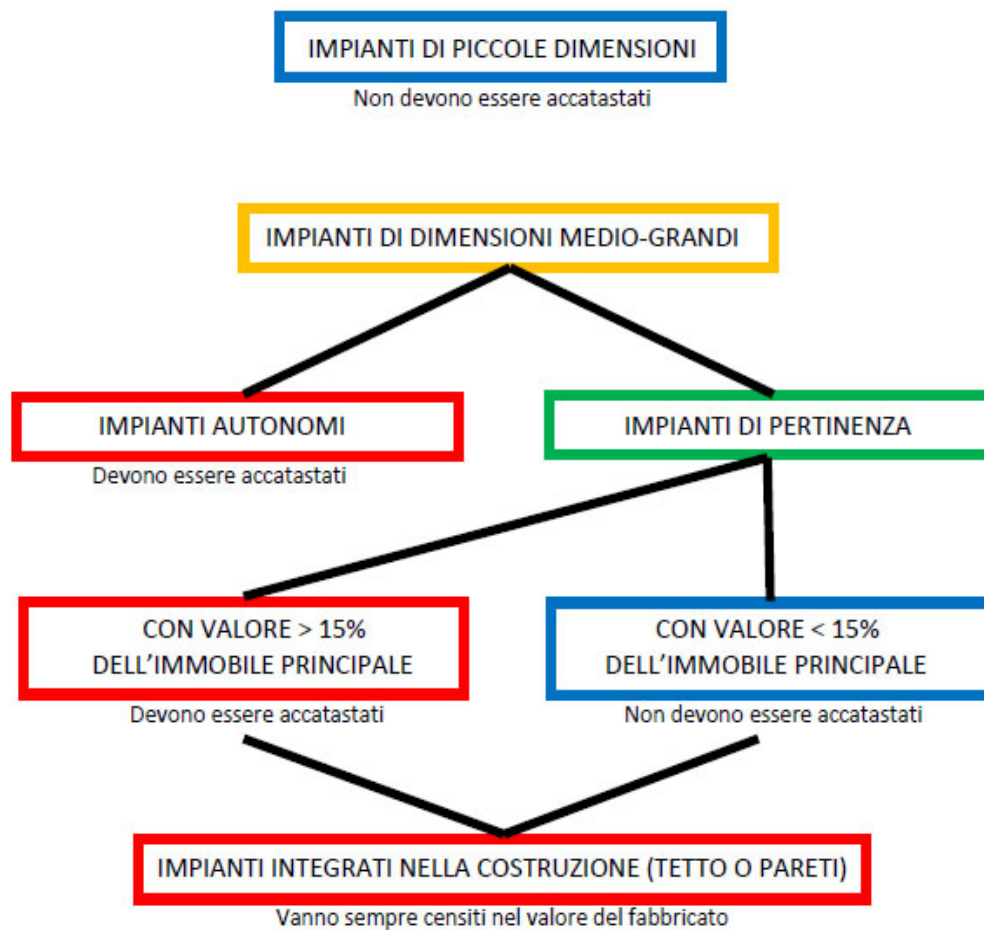 IMPIANTI DI PICCOLE DIMENSIONI
Non devono essere accatastati
IMPIANTI DI DIMENSIONI MEDIO-GRANDI
IMPIANTI AUTONOMI
Devono essere accatastati
IMPIANTI DI PERTINENZA
CON VALORE > 15%
DELL'IMMOBILE PRINCIPALE
Devono essere accatastati
CON VALORE < 15%
DELL'IMMOBILE PRINCIPALE
Non devono essere accatastati
IMPIANTI INTEGRATI NELLA COSTRUZIONE (TETTO O PARETI)
Vanno sempre censiti nel valore del fabbricato